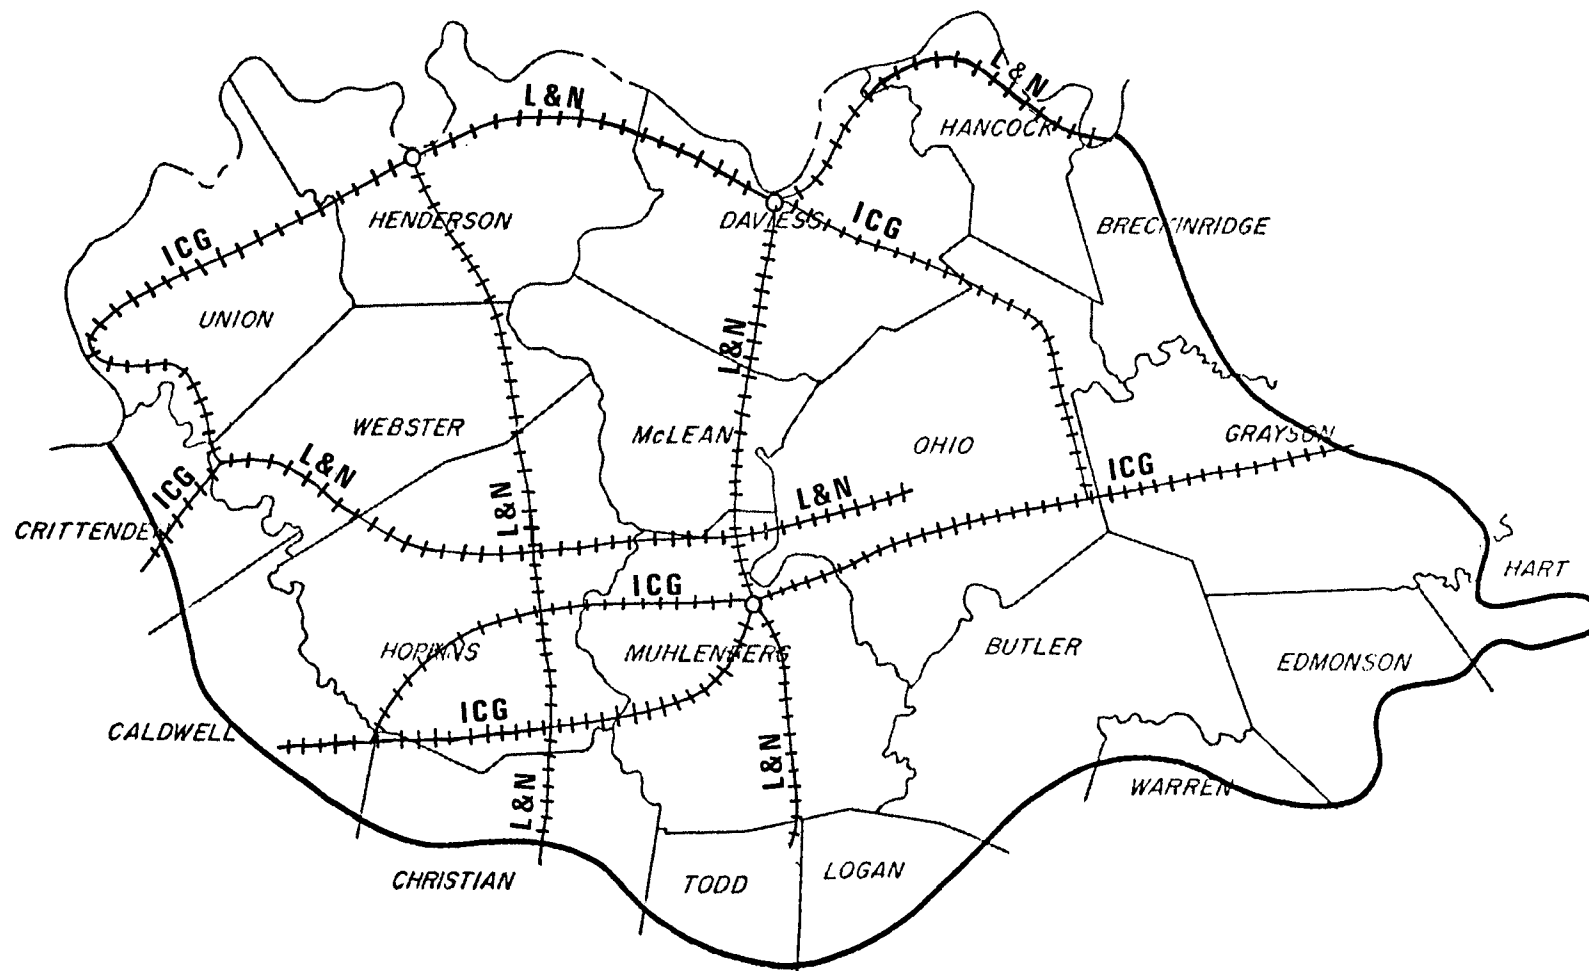 L&N
L&N
HANCOCK
HENDERSON
DAVIESS
ICG
BRECKINRIDGE
ICG
UNION
L&N
WEBSTER
McLEAN
OHIO
GRAYSON
ICG
L&N
ICG
L&N
L&N
CRITTENDEN
HART
ICG
HOPKINS
MUHLENBERG
BUTLER
EDMONSON
ICG
CALDWELL
L&N
L&N
WARREN
CHRISTIAN
TODD
LOGAN